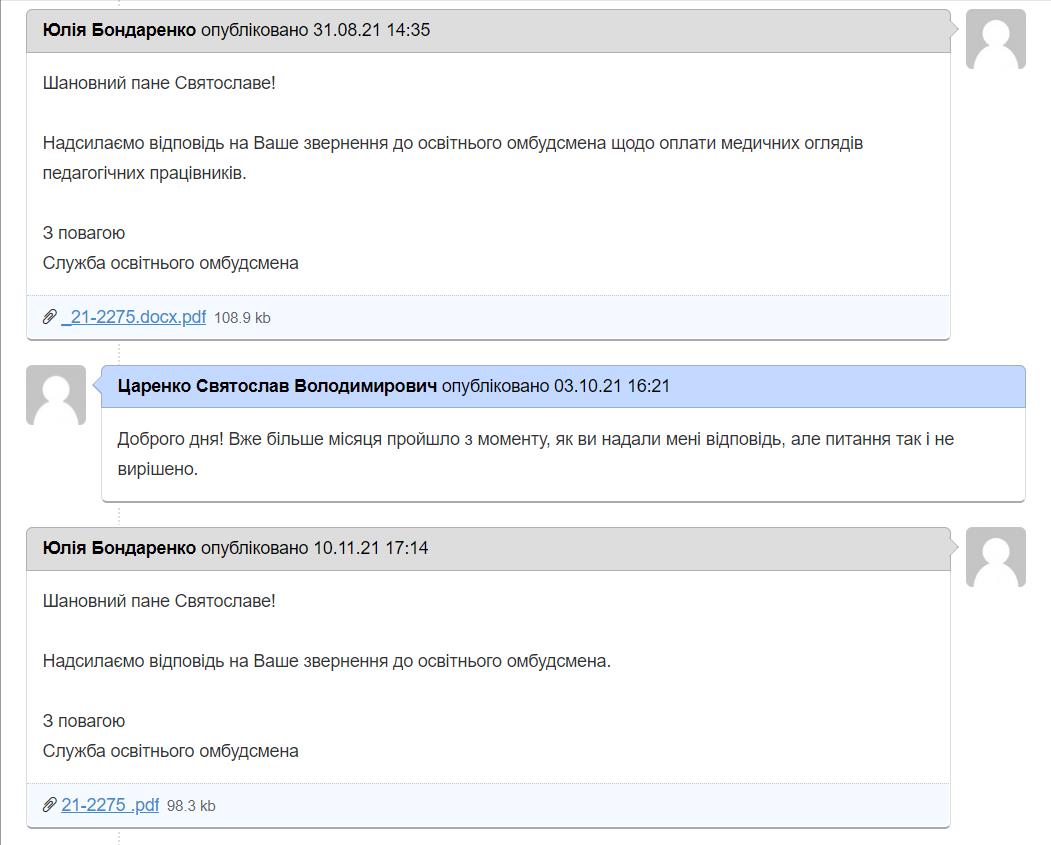 Юлія Бондаренко опубліковано 31.08.21 14:35
Шановний пане Святославе!
Надсилаємо відповідь на Ваше звернення до освітнього омбудсмена щодо оплати медичних оглядів
педагогічних працівників.
З повагою
Служба освітнього омбудсмена
_21-2275.docx.pdf 108.9 kb
Царенко Святослав Володимирович опубліковано 03.10.21 16:21
Доброго дня! Вже більше місяця пройшло з моменту, як ви надали мені відповідь, але питання так і не
вирішено.
Юлія Бондаренко опубліковано 10.11.21 17:14
Шановний пане Святославе!
Надсилаємо відповідь на Ваше звернення до освітнього омбудсмена.
З повагою
Служба освітнього омбудсмена
21-2275 .pdf 98.3 kb